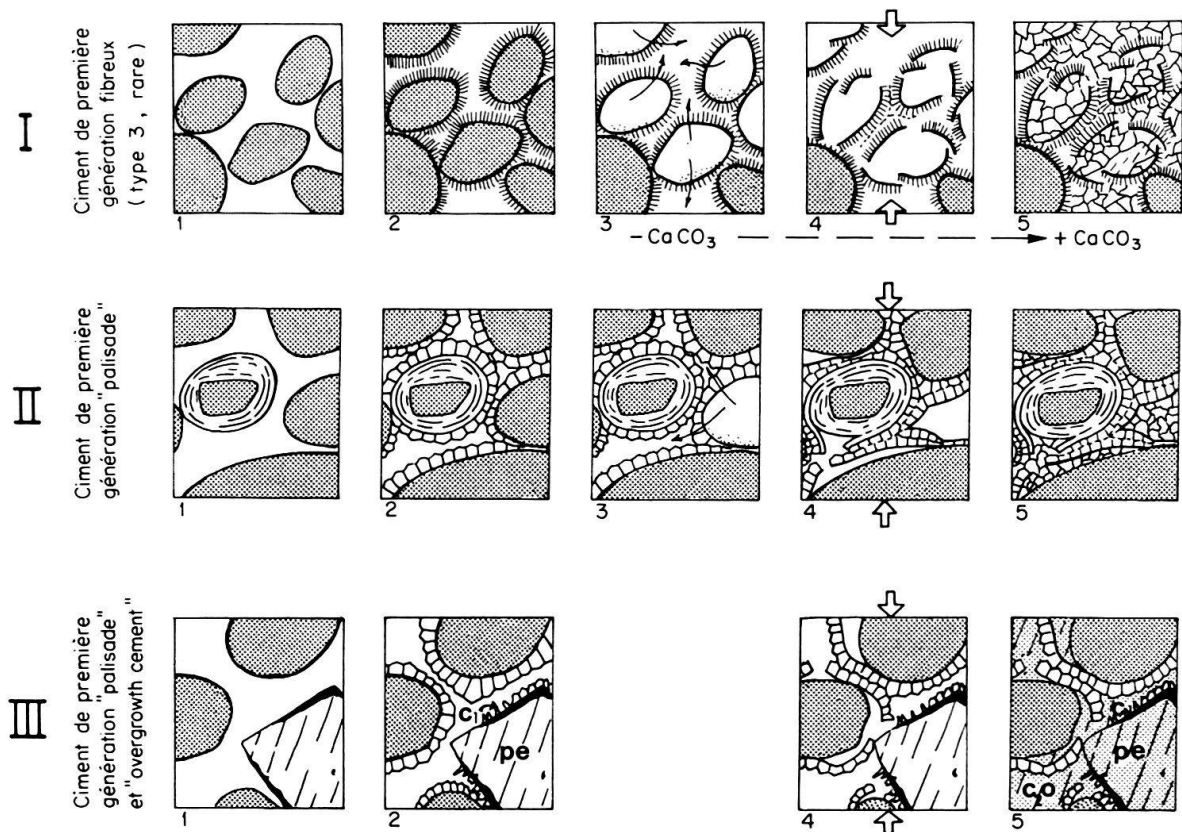 I
Ciment de première
génération fibreux
( type 3 , rare )
1
2
3
4
5
– CaCO3 + CaCO3
II
Ciment de première
génération "palisade"
1
2
3
4
5
III
Ciment de première
génération "palisade"
et "overgrowth cement"
1
2
pe
4
5
pe
c2o